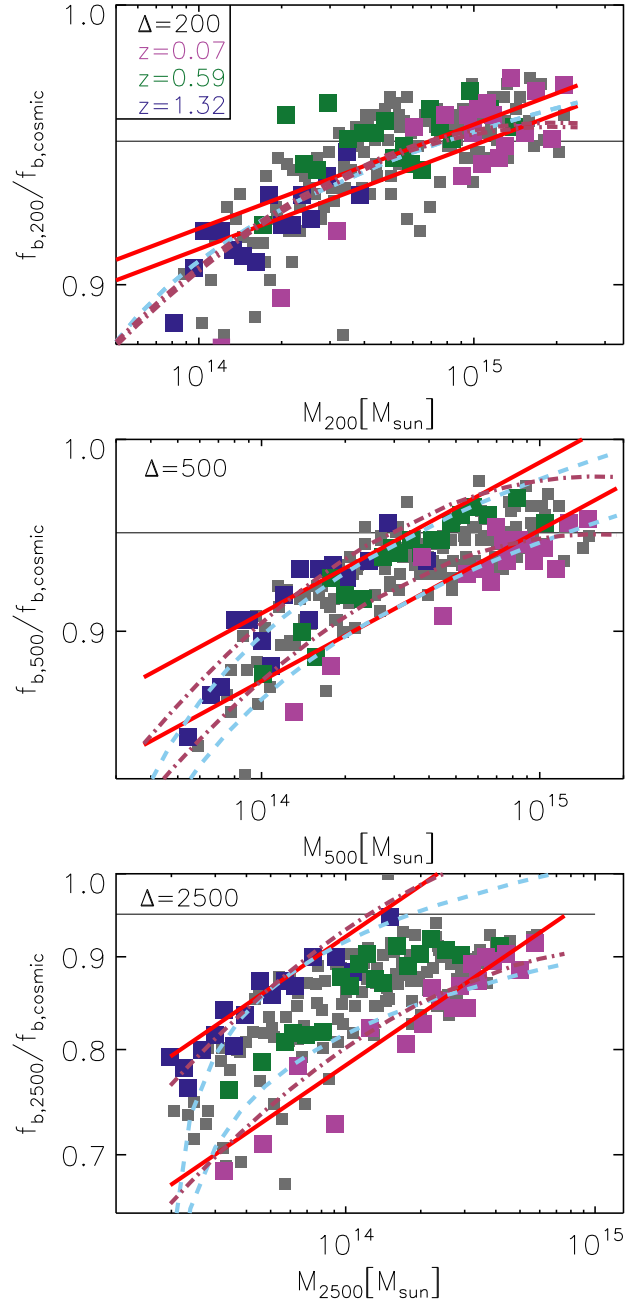 1.0
Δ=200
z=0.07
z=0.59
z=1.32
0.9
f_b,200/f_b,cosmic
10^14
10^15
M_200[M_sun]
1.0
Δ=500
0.9
f_b,500/f_b,cosmic
10^14
10^15
M_500[M_sun]
1.0
Δ=2500
0.9
0.8
0.7
f_b,2500/f_b,cosmic
10^14
10^15
M_2500[M_sun]